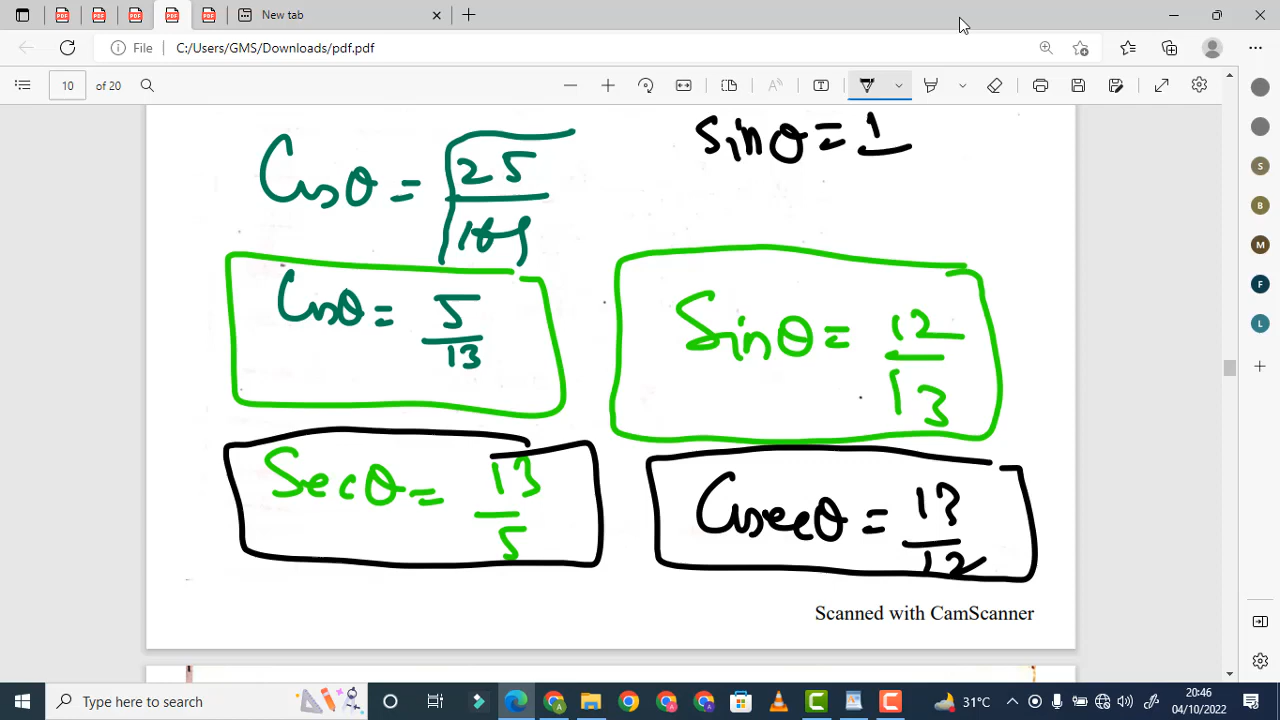 New tab
File C:/Users/GMS/Downloads/pdf.pdf
10 of 20
Cosθ = √25/169
sinθ = 1
Cosθ = 5/13
Sinθ = 12/13
Secθ = 13/5
Cosecθ = 13/12
Scanned with CamScanner
S
B
M
F
L
Type here to search
31°C
20:46
04/10/2022